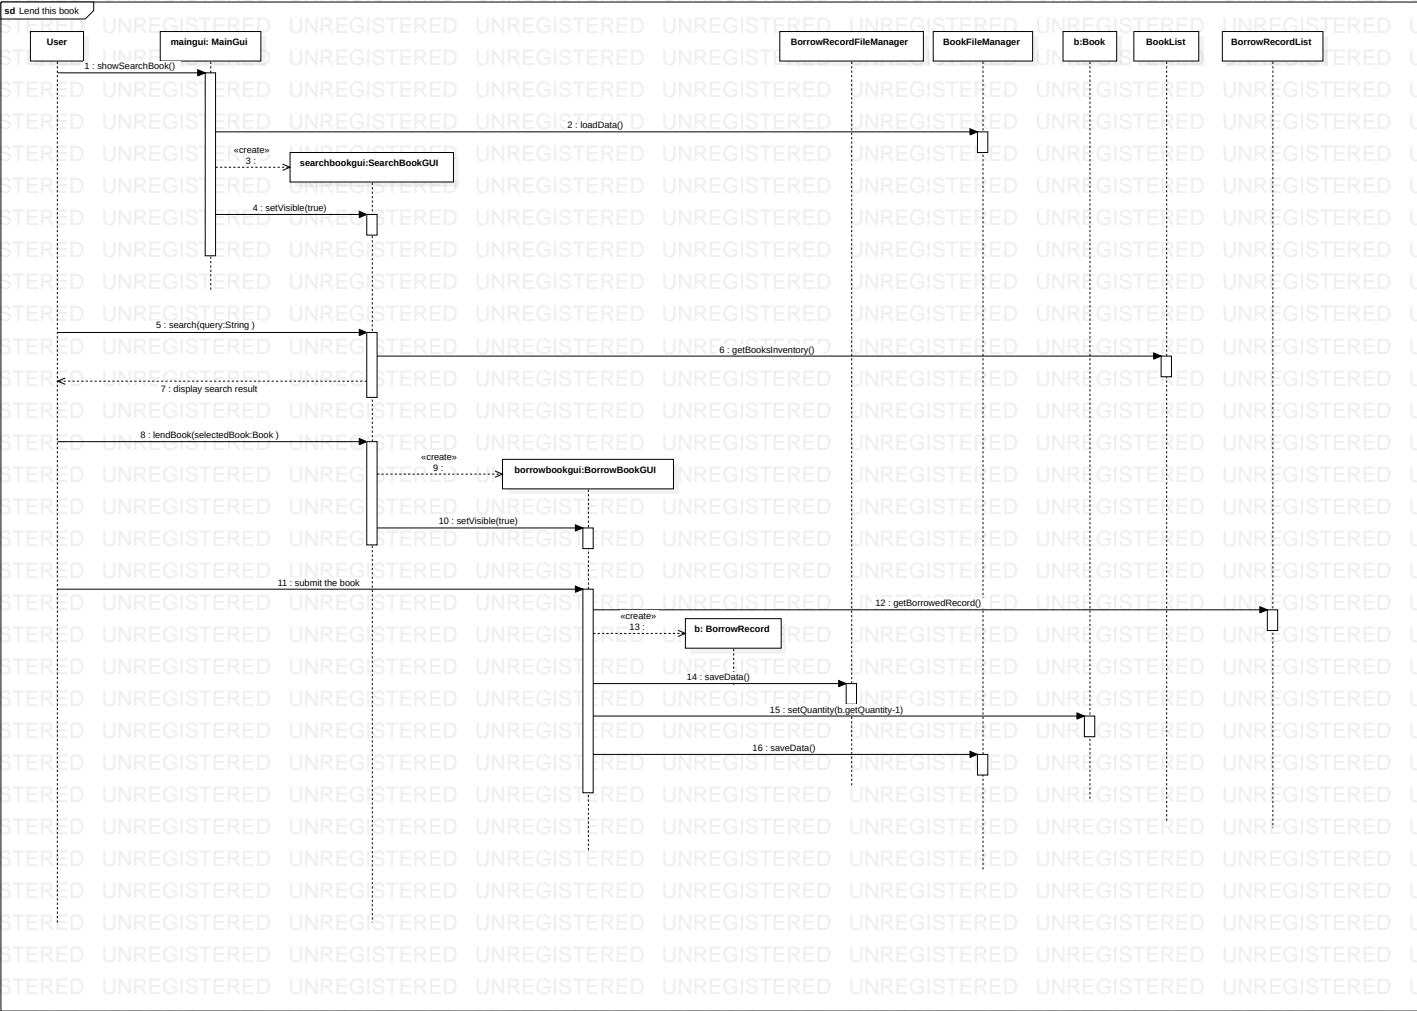 sd Lend this book
User
maingui: MainGui
BorrowRecordFileManager
BookFileManager
b:Book
BookList
BorrowRecordList
1 : showSearchBook()
2 : loadData()
«create»
3 :
searchbookgui:SearchBookGUI
4 : setVisible(true)
5 : search(query:String )
6 : getBooksInventory()
7 : display search result
8 : lendBook(selectedBook:Book )
«create»
9 :
borrowbookgui:BorrowBookGUI
10 : setVisible(true)
11 : submit the book
12 : getBorrowedRecord()
«create»
13 :
b: BorrowRecord
14 : saveData()
15 : setQuantity(b.getQuantity-1)
16 : saveData()
UNREGISTERED